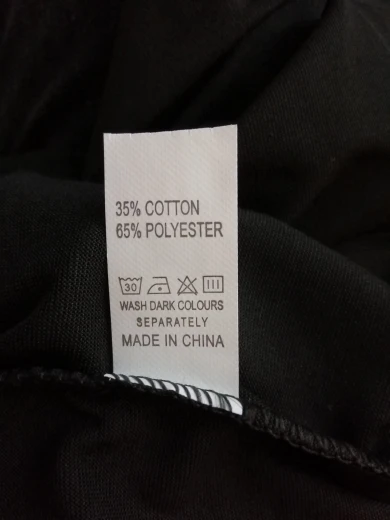 35% COTTON
65% POLYESTER
30
WASH DARK COLOURS
SEPARATELY
MADE IN CHINA